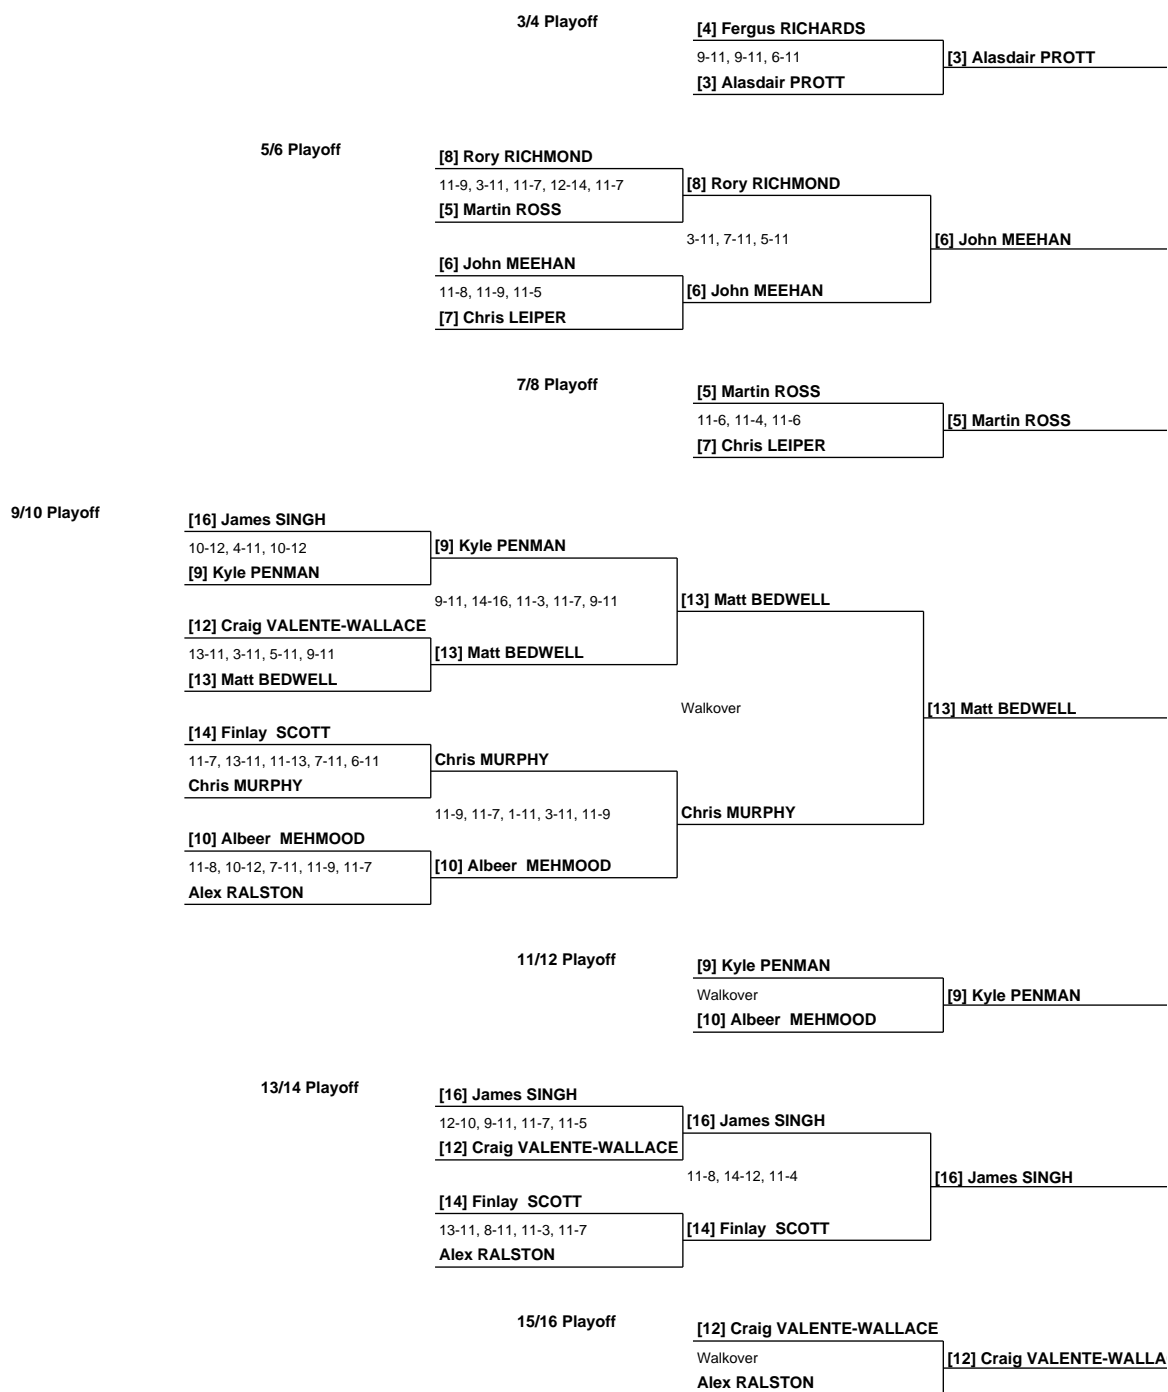 3/4 Playoff
[4] Fergus RICHARDS
9-11, 9-11, 6-11
[3] Alasdair PROTT
[3] Alasdair PROTT
5/6 Playoff
[8] Rory RICHMOND
11-9, 3-11, 11-7, 12-14, 11-7
[8] Rory RICHMOND
[5] Martin ROSS
3-11, 7-11, 5-11
[6] John MEEHAN
[6] John MEEHAN
11-8, 11-9, 11-5
[6] John MEEHAN
[7] Chris LEIPER
7/8 Playoff
[5] Martin ROSS
11-6, 11-4, 11-6
[5] Martin ROSS
[7] Chris LEIPER
9/10 Playoff
[16] James SINGH
10-12, 4-11, 10-12
[9] Kyle PENMAN
[9] Kyle PENMAN
9-11, 14-16, 11-3, 11-7, 9-11
[13] Matt BEDWELL
[12] Craig VALENTE-WALLACE
13-11, 3-11, 5-11, 9-11
[13] Matt BEDWELL
[13] Matt BEDWELL
Walkover
[13] Matt BEDWELL
[14] Finlay SCOTT
11-7, 13-11, 11-13, 7-11, 6-11
Chris MURPHY
Chris MURPHY
11-9, 11-7, 1-11, 3-11, 11-9
Chris MURPHY
[10] Albeer MEHMOOD
11-8, 10-12, 7-11, 11-9, 11-7
[10] Albeer MEHMOOD
Alex RALSTON
11/12 Playoff
[9] Kyle PENMAN
Walkover
[9] Kyle PENMAN
[10] Albeer MEHMOOD
13/14 Playoff
[16] James SINGH
12-10, 9-11, 11-7, 11-5
[16] James SINGH
[12] Craig VALENTE-WALLACE
11-8, 14-12, 11-4
[16] James SINGH
[14] Finlay SCOTT
13-11, 8-11, 11-3, 11-7
[14] Finlay SCOTT
Alex RALSTON
15/16 Playoff
[12] Craig VALENTE-WALLACE
Walkover
[12] Craig VALENTE-WALLA
Alex RALSTON